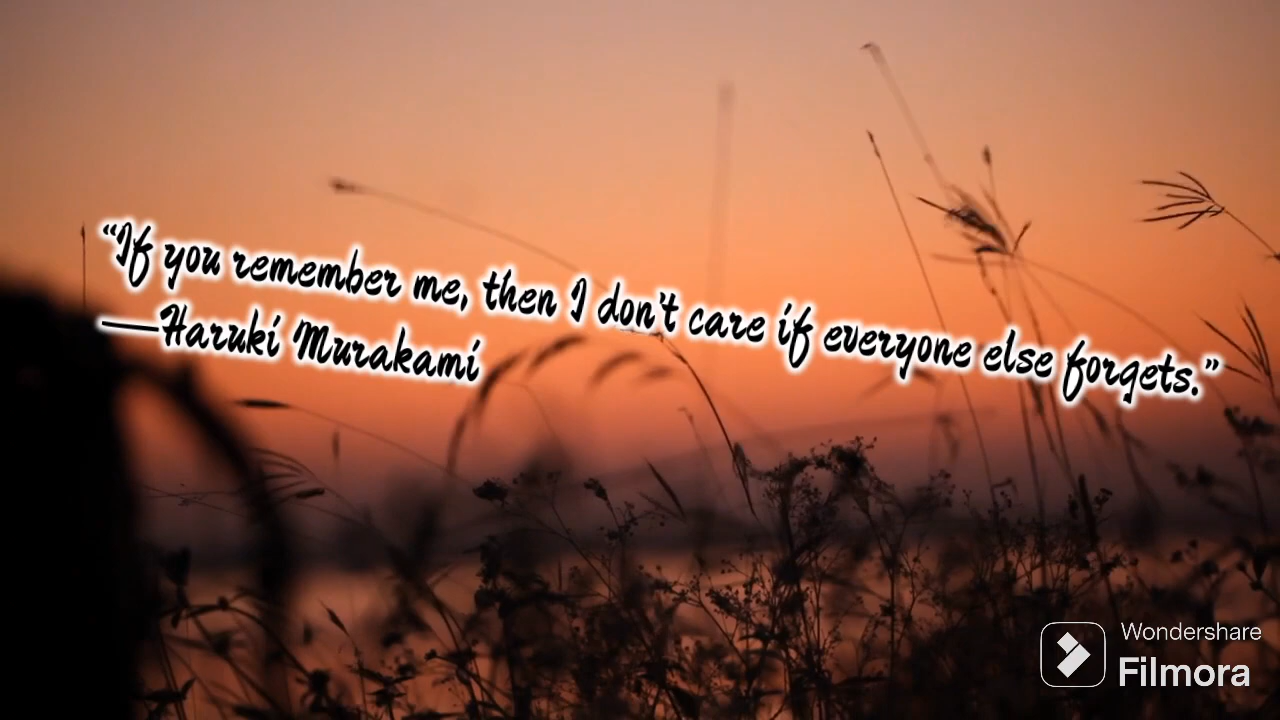 “If you remember me, then I don't care if everyone else forgets.”
—Haruki Murakami
Wondershare
Filmora